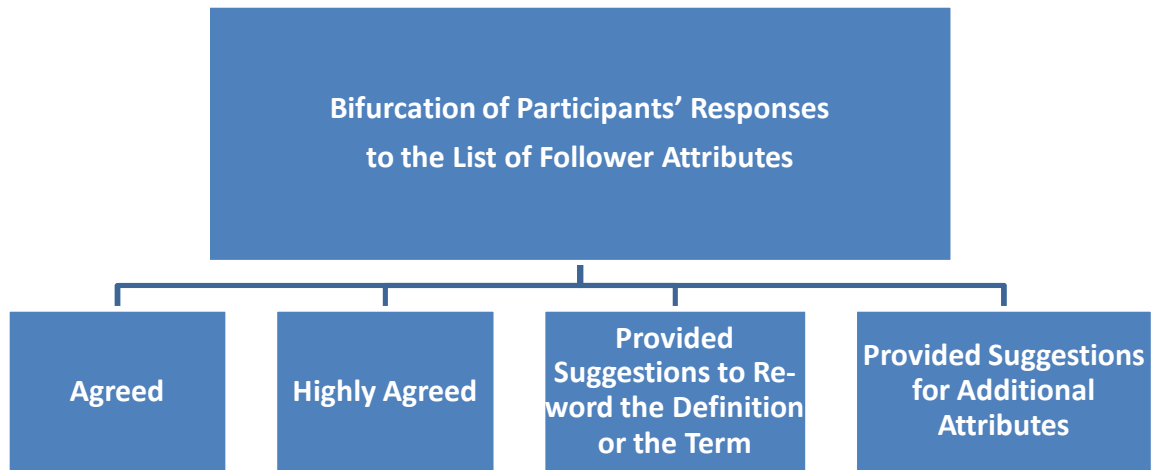 Bifurcation of Participants’ Responses
to the List of Follower Attributes
Agreed
Highly Agreed
Provided
Suggestions to Re-
word the Definition
or the Term
Provided Suggestions
for Additional
Attributes